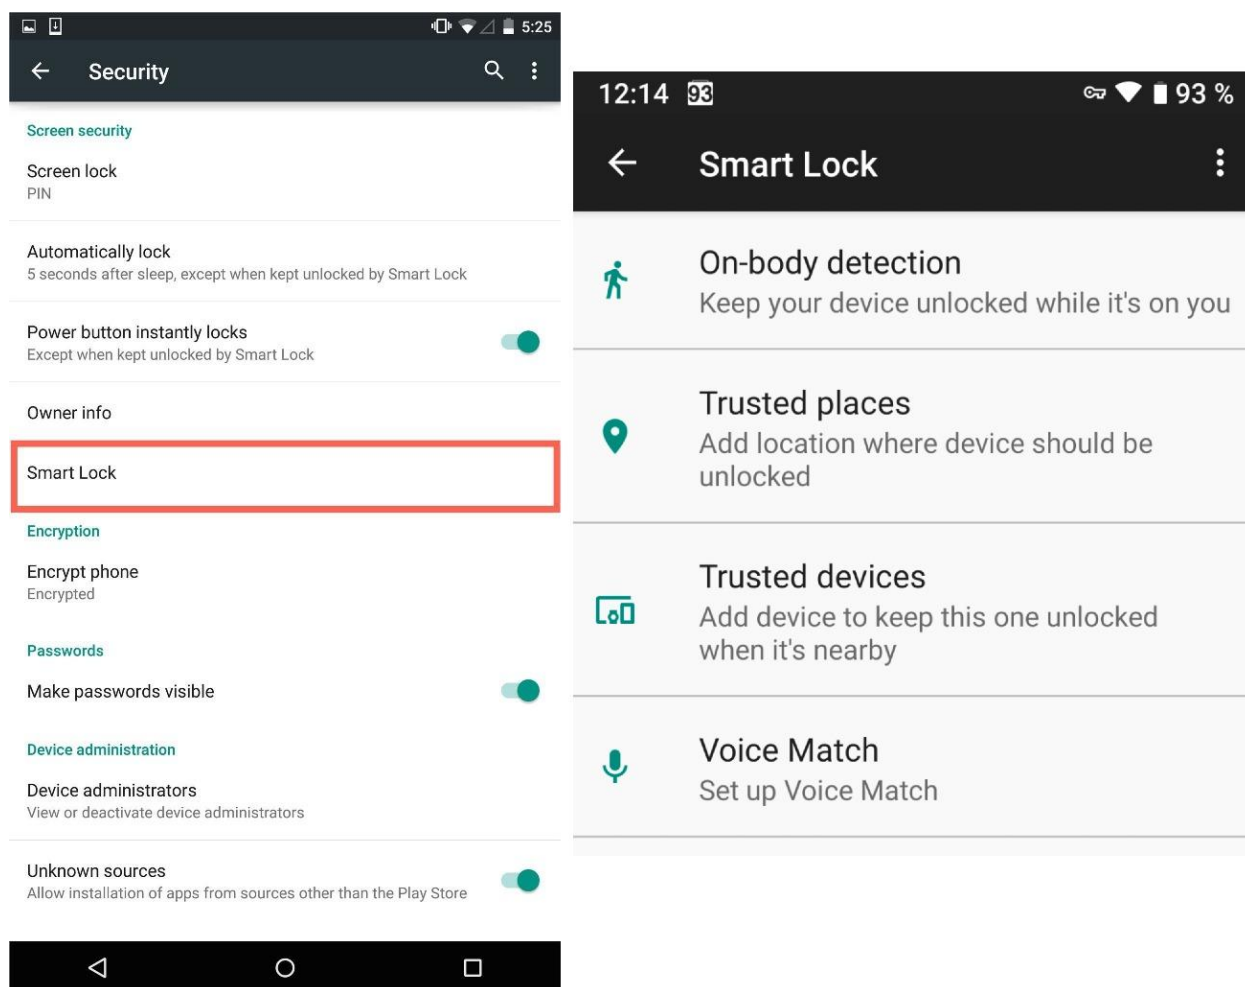 5:25
Security
Screen security
Screen lock
PIN
Automatically lock
5 seconds after sleep, except when kept unlocked by Smart Lock
Power button instantly locks
Except when kept unlocked by Smart Lock
Owner info
Smart Lock
Encryption
Encrypt phone
Encrypted
Passwords
Make passwords visible
Device administration
Device administrators
View or deactivate device administrators
Unknown sources
Allow installation of apps from sources other than the Play Store
12:14 93 93 %
Smart Lock
On-body detection
Keep your device unlocked while it's on you
Trusted places
Add location where device should be
unlocked
Trusted devices
Add device to keep this one unlocked
when it's nearby
Voice Match
Set up Voice Match